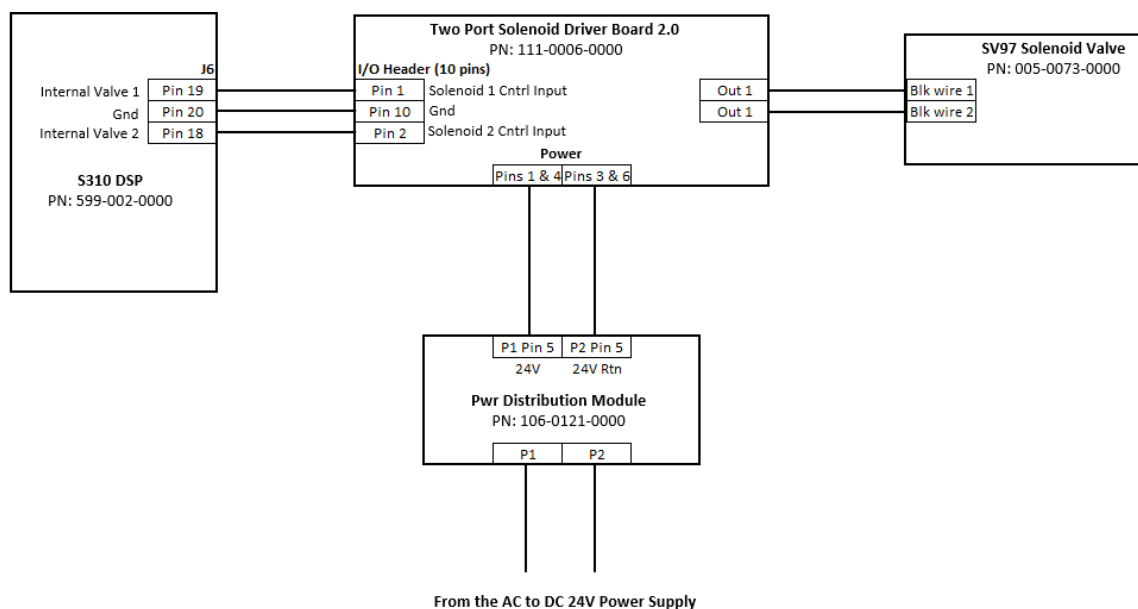 Two Port Solenoid Driver Board 2.0
PN: 111-0006-0000
SV97 Solenoid Valve
PN: 005-0073-0000
J6
I/O Header (10 pins)
Internal Valve 1 Pin 19 Pin 1 Solenoid 1 Cntrl Input Out 1 Blk wire 1
Gnd Pin 20 Pin 10 Gnd Out 1 Blk wire 2
Internal Valve 2 Pin 18 Pin 2 Solenoid 2 Cntrl Input
Power
Pins 1 & 4 Pins 3 & 6
S310 DSP
PN: 599-002-0000
P1 Pin 5 P2 Pin 5
24V 24V Rtn
Pwr Distribution Module
PN: 106-0121-0000
P1 P2
From the AC to DC 24V Power Supply